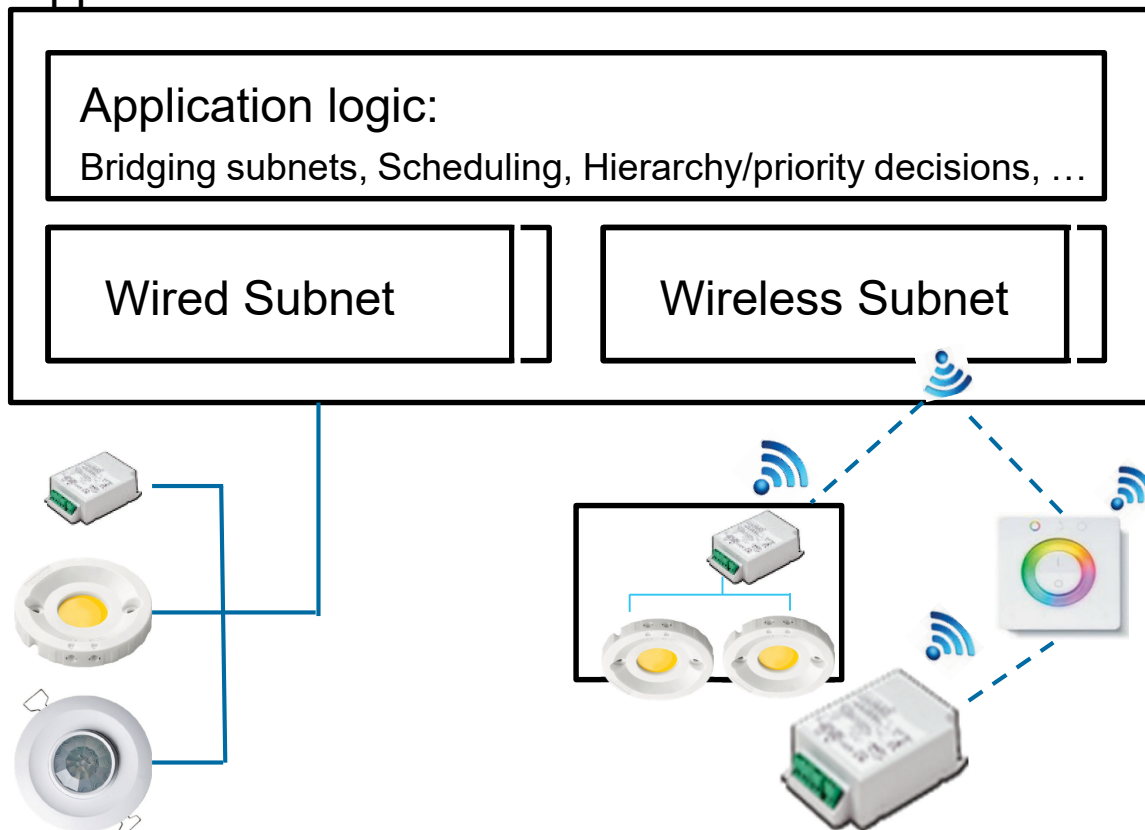 Application logic:
Bridging subnets, Scheduling, Hierarchy/priority decisions, …
Wired Subnet
Wireless Subnet